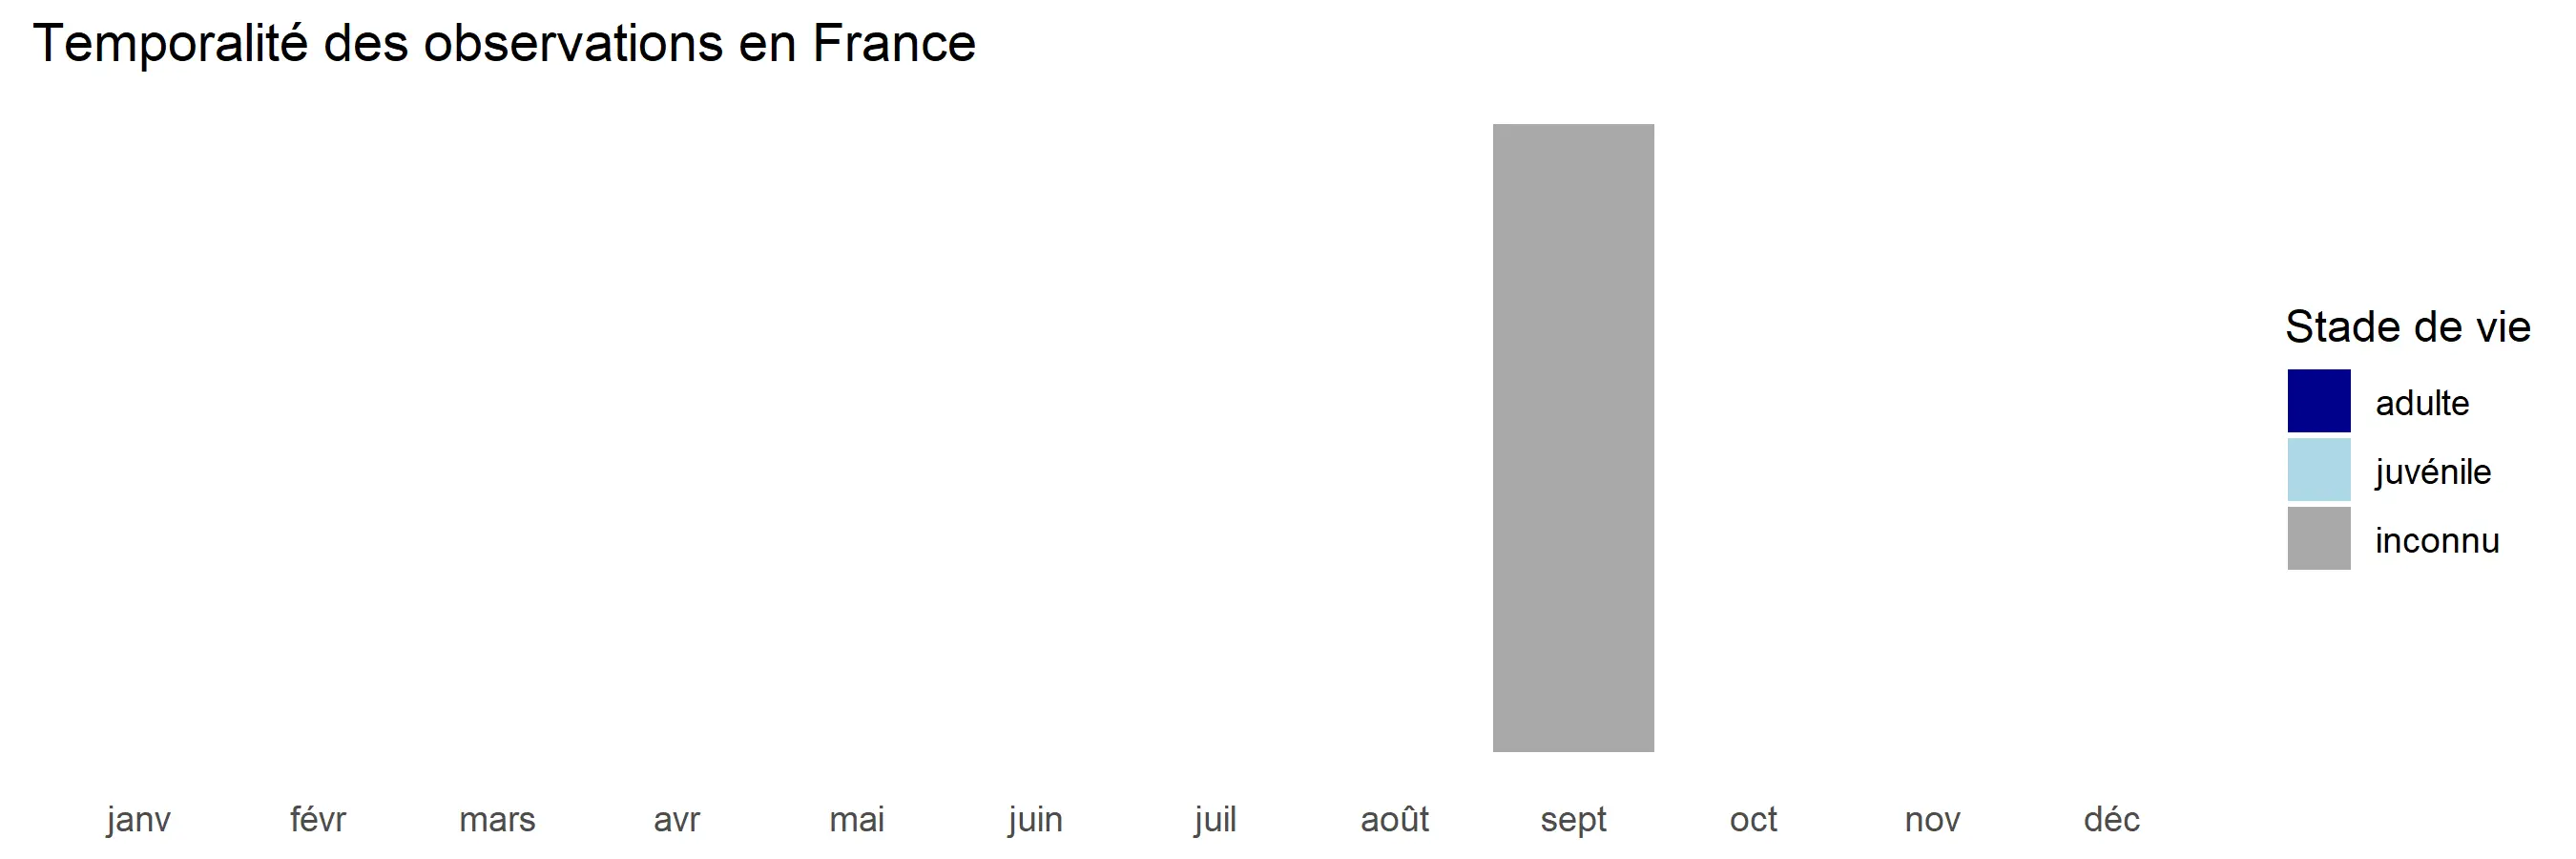 Temporalité des observations en France
Stade de vie
adulte
juvénile
inconnu
janv févr mars avr mai juin juil août sept oct nov déc